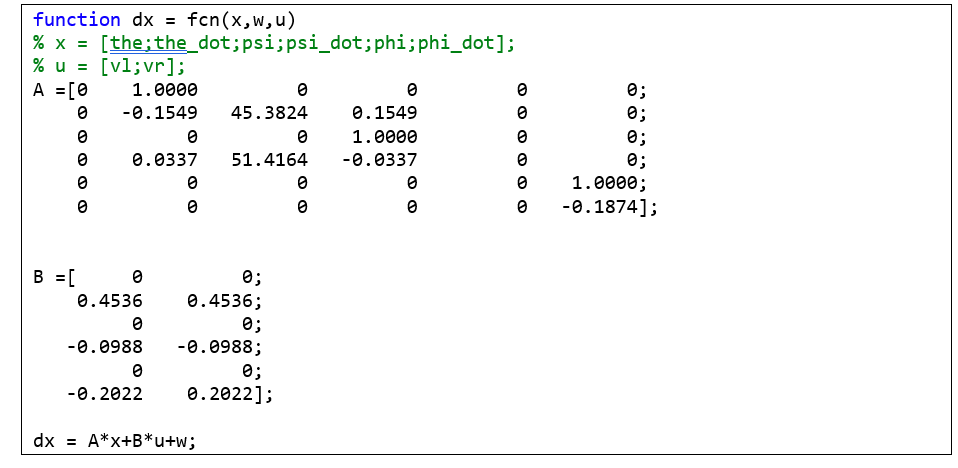 function dx = fcn(x,w,u)
% x = [the;the_dot;psi;psi_dot;phi;phi_dot];
% u = [vl;vr];
A =[0    1.0000         0         0         0         0;
    0   -0.1549   45.3824    0.1549         0         0;
    0         0         0    1.0000         0         0;
    0    0.0337   51.4164   -0.0337         0         0;
    0         0         0         0         0    1.0000;
    0         0         0         0         0   -0.1874];
B =[     0         0;
    0.4536    0.4536;
         0         0;
   -0.0988   -0.0988;
         0         0;
   -0.2022    0.2022];
dx = A*x+B*u+w;